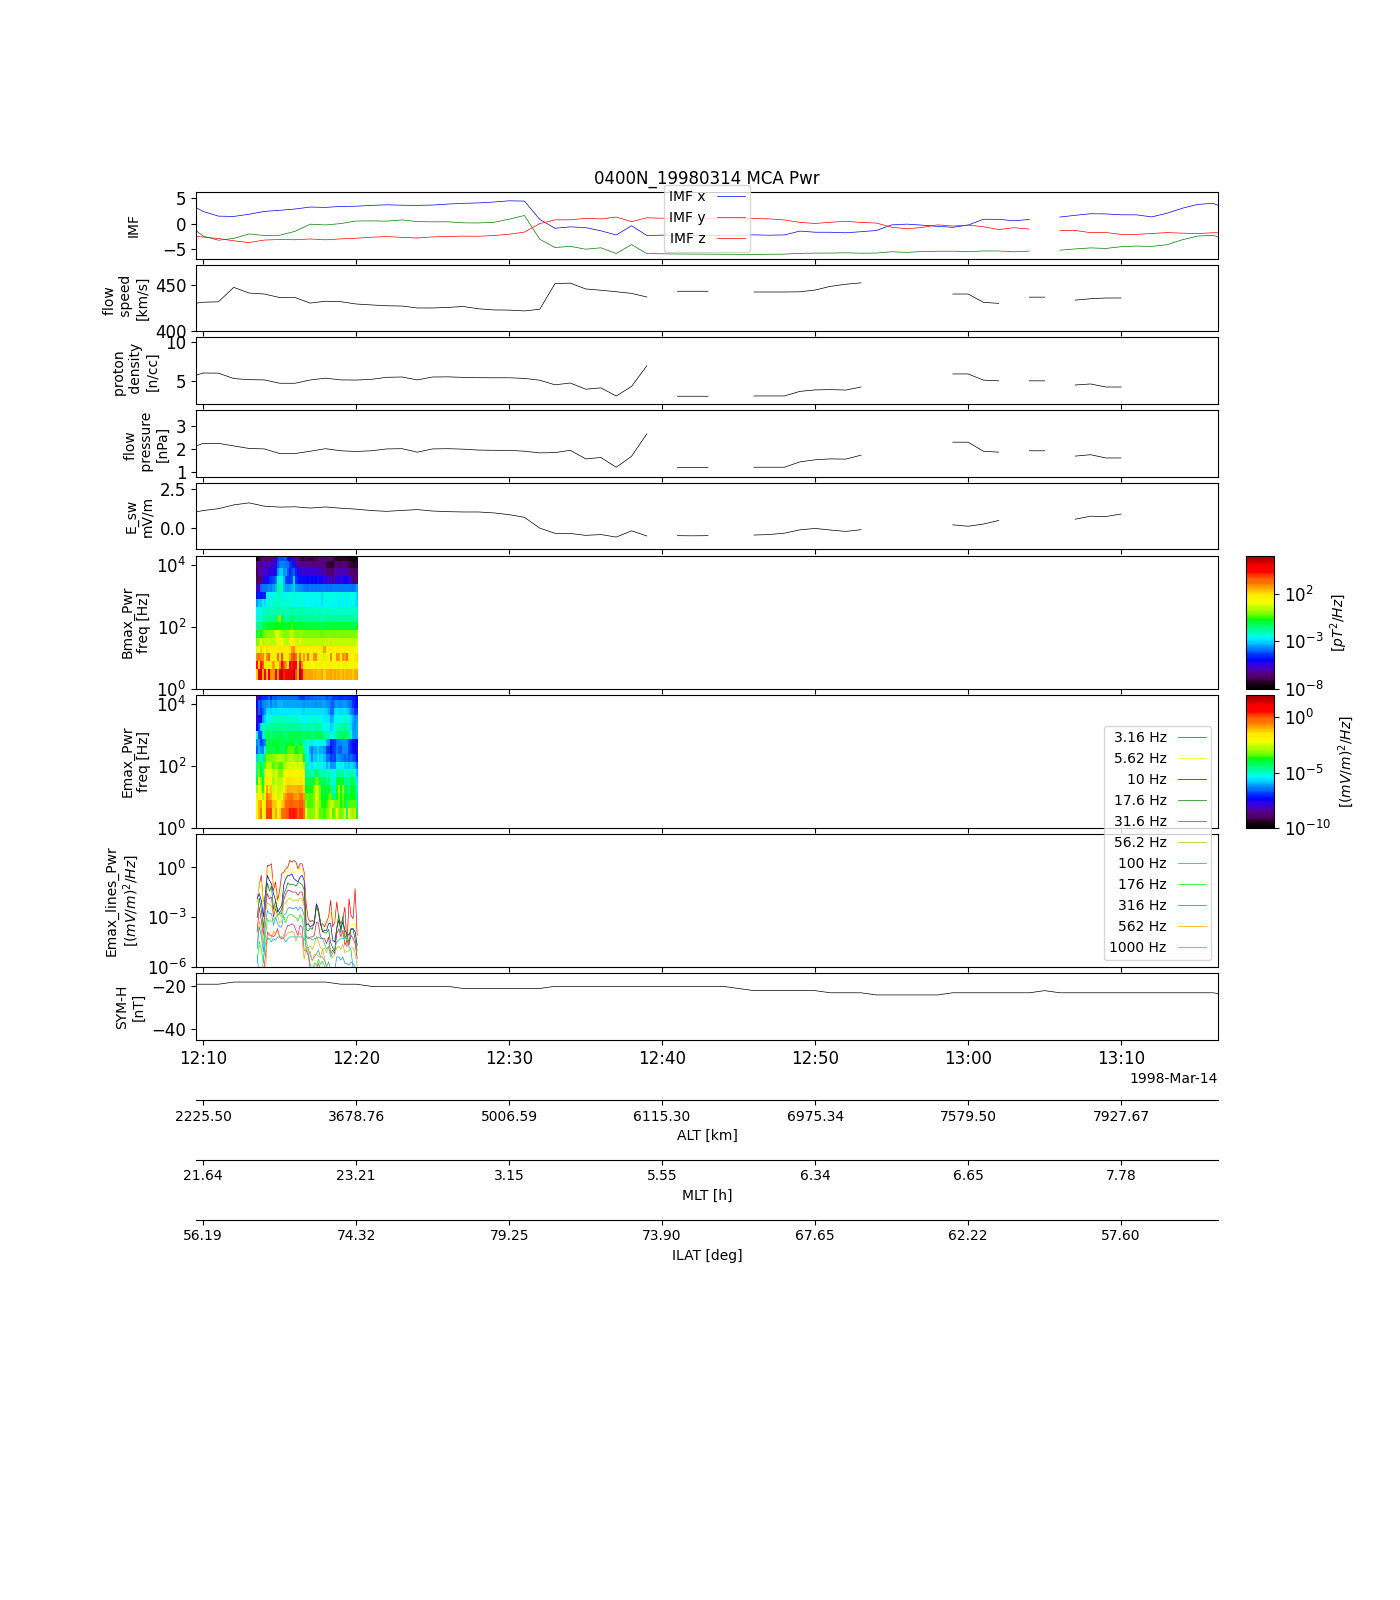 0400N_19980314 MCA Pwr
IMF
5
0
−5
IMF x
IMF y
IMF z
flow
speed
[km/s]
450
400
proton
density
[n/cc]
10
5
flow
pressure
[nPa]
3
2
1
E_sw
mV/m
2.5
0.0
Bmax_Pwr
freq [Hz]
10^4
10^2
10^0
10^2
10^−3
10^−8
[pT^2/Hz]
Emax_Pwr
freq [Hz]
10^4
10^2
10^0
10^0
10^−5
10^−10
[(mV/m)^2/Hz]
3.16 Hz
5.62 Hz
10 Hz
17.6 Hz
31.6 Hz
56.2 Hz
100 Hz
176 Hz
316 Hz
562 Hz
1000 Hz
Emax_lines_Pwr
[(mV/m)^2/Hz]
10^0
10^−3
10^−6
SYM-H
[nT]
−20
−40
12:10 12:20 12:30 12:40 12:50 13:00 13:10
1998-Mar-14
2225.50 3678.76 5006.59 6115.30 6975.34 7579.50 7927.67
ALT [km]
21.64 23.21 3.15 5.55 6.34 6.65 7.78
MLT [h]
56.19 74.32 79.25 73.90 67.65 62.22 57.60
ILAT [deg]